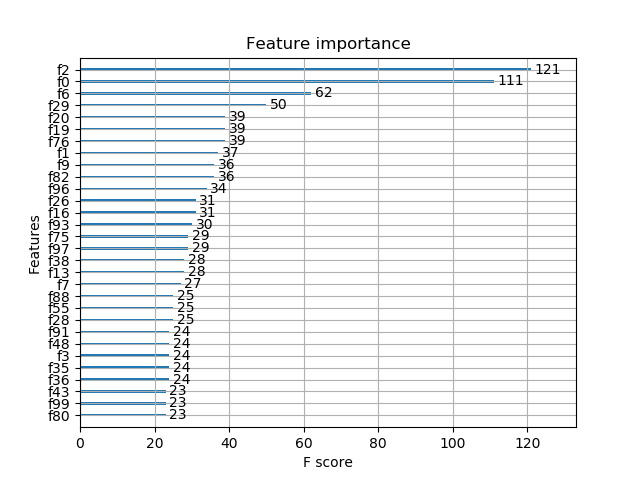 Feature importance
f2 121
f0 111
f6 62
f29 50
f20 39
f19 39
f76 39
f1 37
f9 36
f82 36
f96 34
f26 31
f16 31
f93 30
f75 29
f97 29
f38 28
f13 28
f7 27
f88 25
f55 25
f28 25
f91 24
f48 24
f3 24
f35 24
f36 24
f43 23
f99 23
f80 23
Features
0 20 40 60 80 100 120
F score